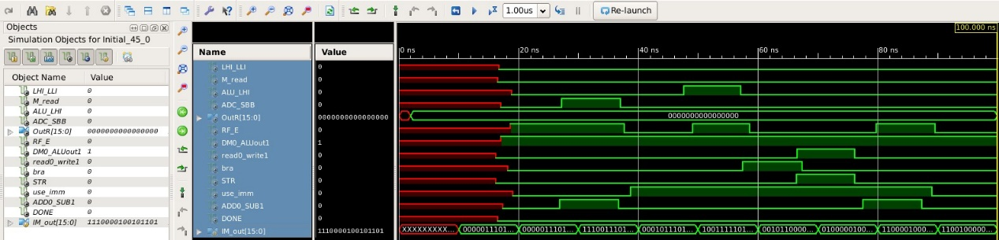 1.00us
Re-launch
Objects
Simulation Objects for Initial_45_0
Object Name Value
LHI_LLI 0
M_read 0
ALU_LHI 0
ADC_SBB 0
OutR[15:0] 0000000000000000
RF_E 0
DM0_ALUout1 1
read0_write1 0
bra 0
STR 0
use_imm 0
ADD0_SUB1 0
DONE 0
IM_out[15:0] 1110000100101101
Name Value
LHI_LLI 0
M_read 0
ALU_LHI 0
ADC_SBB 0
OutR[15:0] 0000000000000000
RF_E 0
DM0_ALUout1 1
read0_write1 0
bra 0
STR 0
use_imm 0
ADD0_SUB1 0
DONE 0
IM_out[15:0] 1110000100101101
100.000 ns
0 ns 20 ns 40 ns 60 ns 80 ns
0000000000000000
XXXXXXXXX... 0000011101... 0000011101... 1110011101... 0001011101... 1001111101... 0010110000... 0100000100... 1100001000... 1100100000...